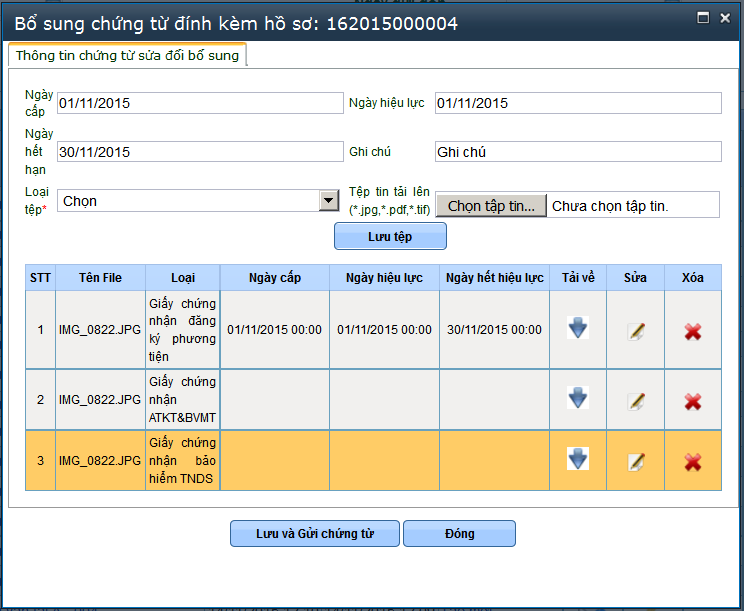 Bổ sung chứng từ đính kèm hồ sơ: 162015000004
Thông tin chứng từ sửa đổi bổ sung
Ngày cấp 01/11/2015 Ngày hiệu lực 01/11/2015
Ngày hết hạn 30/11/2015 Ghi chú Ghi chú
Loại tệp* Chọn Tệp tin tải lên (*.jpg,*.pdf,*.tif) Chọn tập tin... Chưa chọn tập tin.
Lưu tệp
STT Tên File Loại Ngày cấp Ngày hiệu lực Ngày hết hiệu lực Tải về Sửa Xóa
1 IMG_0822.JPG Giấy chứng nhận đăng ký phương tiện 01/11/2015 00:00 01/11/2015 00:00 30/11/2015 00:00
2 IMG_0822.JPG Giấy chứng nhận ATKT&BVMT
3 IMG_0822.JPG Giấy chứng nhận bảo hiểm TNDS
Lưu và Gửi chứng từ Đóng